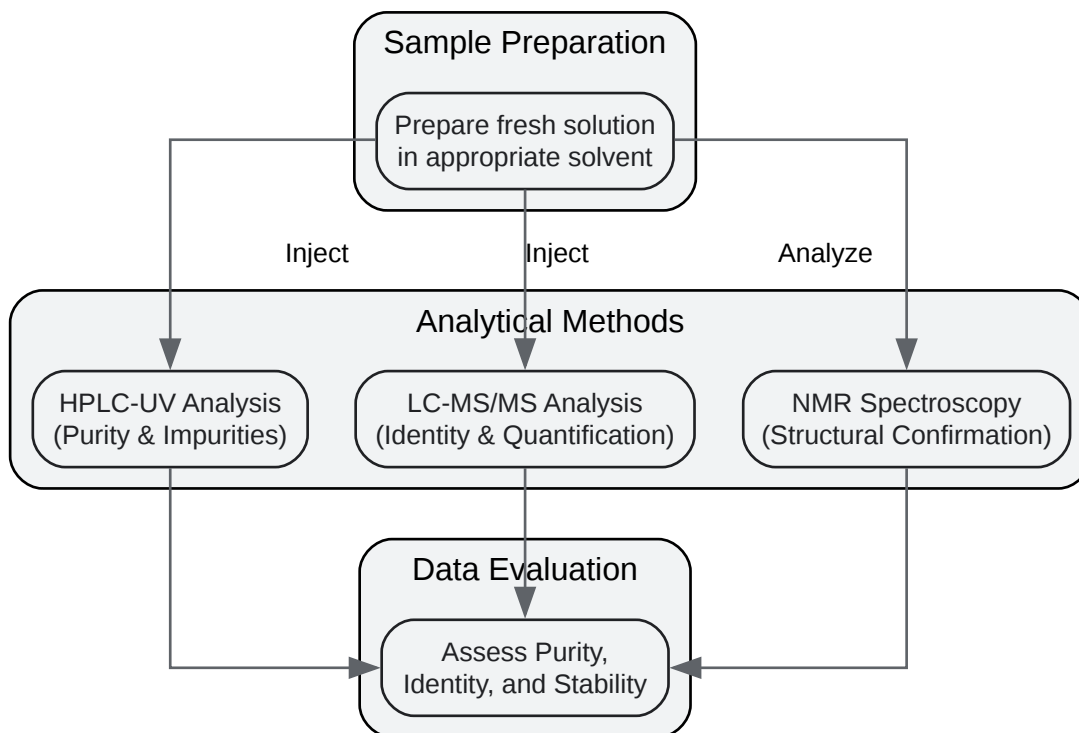 Sample Preparation
Prepare fresh solution
in appropriate solvent
Inject
Inject
Analyze
Analytical Methods
HPLC-UV Analysis
(Purity & Impurities)
LC-MS/MS Analysis
(Identity & Quantification)
NMR Spectroscopy
(Structural Confirmation)
Data Evaluation
Assess Purity,
Identity, and Stability